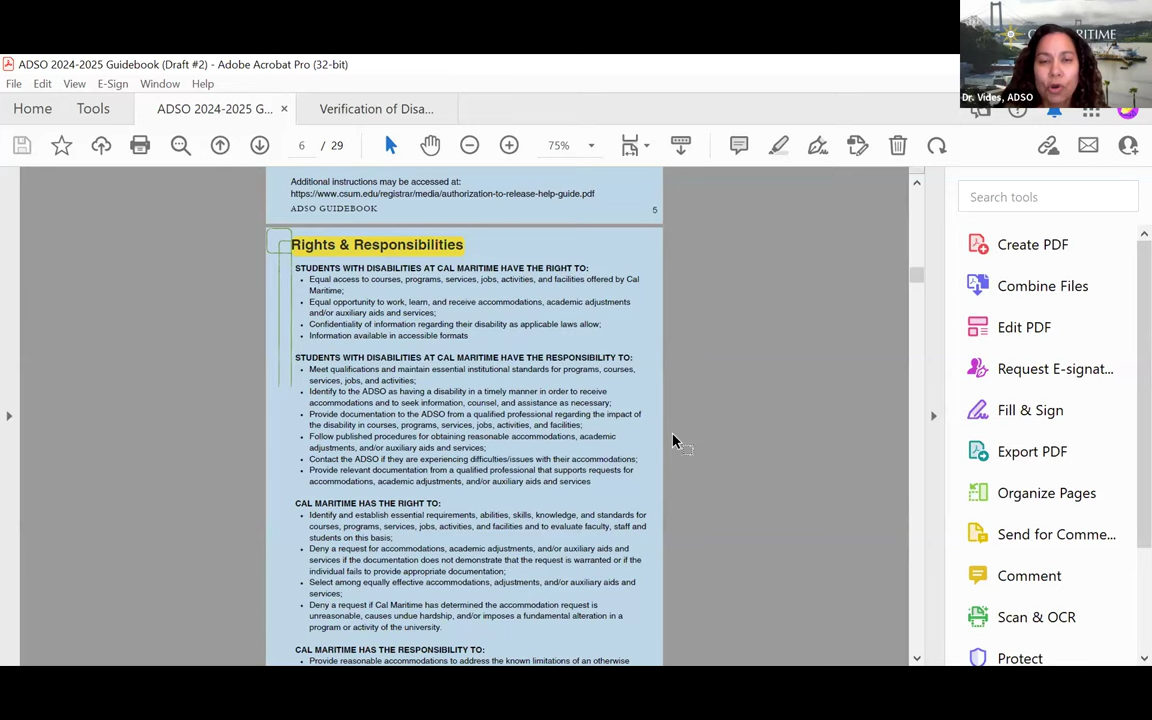 ADSO 2024-2025 Guidebook (Draft #2) - Adobe Acrobat Pro (32-bit)
File Edit View E-Sign Window Help
Home Tools ADSO 2024-2025 G... × Verification of Disa...
6 / 29 75%
Dr. Vides, ADSO
Additional instructions may be accessed at:
https://www.csum.edu/registrar/media/authorization-to-release-help-guide.pdf
ADSO GUIDEBOOK 5
Rights & Responsibilities
STUDENTS WITH DISABILITIES AT CAL MARITIME HAVE THE RIGHT TO:
• Equal access to courses, programs, services, jobs, activities, and facilities offered by Cal
Maritime;
• Equal opportunity to work, learn, and receive accommodations, academic adjustments
and/or auxiliary aids and services;
• Confidentiality of information regarding their disability as applicable laws allow;
• Information available in accessible formats
STUDENTS WITH DISABILITIES AT CAL MARITIME HAVE THE RESPONSIBILITY TO:
• Meet qualifications and maintain essential institutional standards for programs, courses,
services, jobs, and activities;
• Identify to the ADSO as having a disability in a timely manner in order to receive
accommodations and to seek information, counsel, and assistance as necessary;
• Provide documentation to the ADSO from a qualified professional regarding the impact of
the disability in courses, programs, services, jobs, activities, and facilities;
• Follow published procedures for obtaining reasonable accommodations, academic
adjustments, and/or auxiliary aids and services;
• Contact the ADSO if they are experiencing difficulties/issues with their accommodations;
• Provide relevant documentation from a qualified professional that supports requests for
accommodations, academic adjustments, and/or auxiliary aids and services
CAL MARITIME HAS THE RIGHT TO:
• Identify and establish essential requirements, abilities, skills, knowledge, and standards for
courses, programs, services, jobs, activities, and facilities and to evaluate faculty, staff and
students on this basis;
• Deny a request for accommodations, academic adjustments, and/or auxiliary aids and
services if the documentation does not demonstrate that the request is warranted or if the
individual fails to provide appropriate documentation;
• Select among equally effective accommodations, adjustments, and/or auxiliary aids and
services;
• Deny a request if Cal Maritime has determined the accommodation request is
unreasonable, causes undue hardship, and/or imposes a fundamental alteration in a
program or activity of the university.
CAL MARITIME HAS THE RESPONSIBILITY TO:
• Provide reasonable accommodations to address the known limitations of an otherwise
Search tools
Create PDF
Combine Files
Edit PDF
Request E-signat...
Fill & Sign
Export PDF
Organize Pages
Send for Comme...
Comment
Scan & OCR
Protect